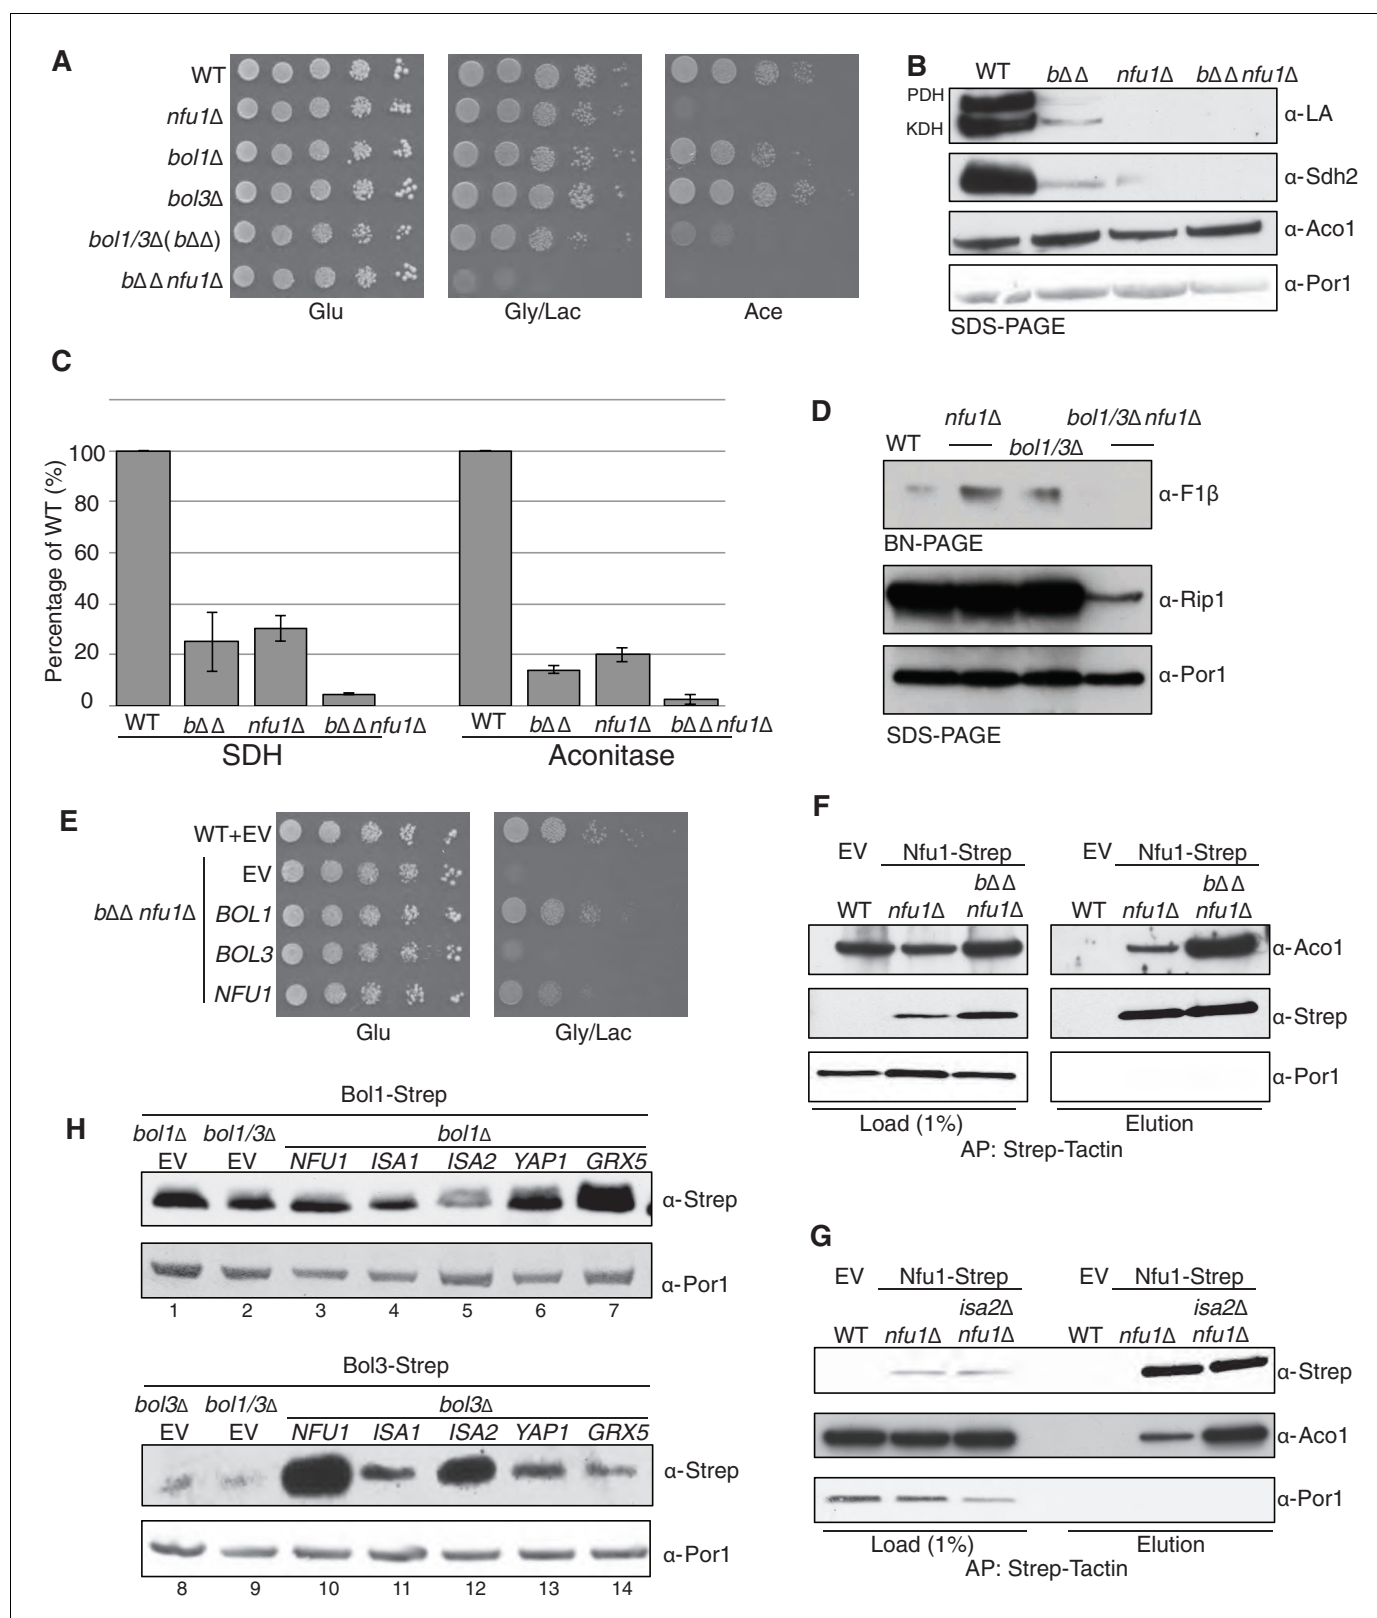 A
WT
nfu1Δ
bol1Δ
bol3Δ
bol1/3Δ(bΔΔ)
bΔΔ nfu1Δ
Glu Gly/Lac Ace
B
WT bΔΔ nfu1Δ bΔΔ nfu1Δ
PDH
KDH
α-LA
α-Sdh2
α-Aco1
α-Por1
SDS-PAGE
C
Percentage of WT (%)
100
80
60
40
20
0
WT bΔΔ nfu1Δ bΔΔ nfu1Δ WT bΔΔ nfu1Δ bΔΔ nfu1Δ
SDH Aconitase
D
nfu1Δ bol1/3Δ nfu1Δ
WT bol1/3Δ
α-F1β
BN-PAGE
α-Rip1
α-Por1
SDS-PAGE
E
WT+EV
EV
bΔΔ nfu1Δ BOL1
BOL3
NFU1
Glu Gly/Lac
F
EV Nfu1-Strep EV Nfu1-Strep
bΔΔ bΔΔ
WT nfu1Δ nfu1Δ WT nfu1Δ nfu1Δ
α-Aco1
α-Strep
α-Por1
Load (1%) Elution
AP: Strep-Tactin
H
Bol1-Strep
bol1Δ bol1/3Δ bol1Δ
EV EV NFU1 ISA1 ISA2 YAP1 GRX5
α-Strep
α-Por1
1 2 3 4 5 6 7
Bol3-Strep
bol3Δ bol1/3Δ bol3Δ
EV EV NFU1 ISA1 ISA2 YAP1 GRX5
α-Strep
α-Por1
8 9 10 11 12 13 14
G
EV Nfu1-Strep EV Nfu1-Strep
isa2Δ isa2Δ
WT nfu1Δ nfu1Δ WT nfu1Δ nfu1Δ
α-Strep
α-Aco1
α-Por1
Load (1%) Elution
AP: Strep-Tactin